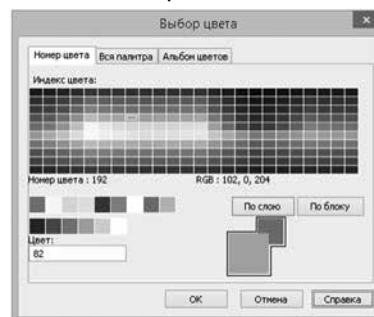 Выбор цвета
Номер цвета Вся палитра Альбом цветов
Индекс цвета:
Номер цвета : 192 RGB : 102, 0, 204
По слою По блоку
Цвет:
82
OK Отмена Справка